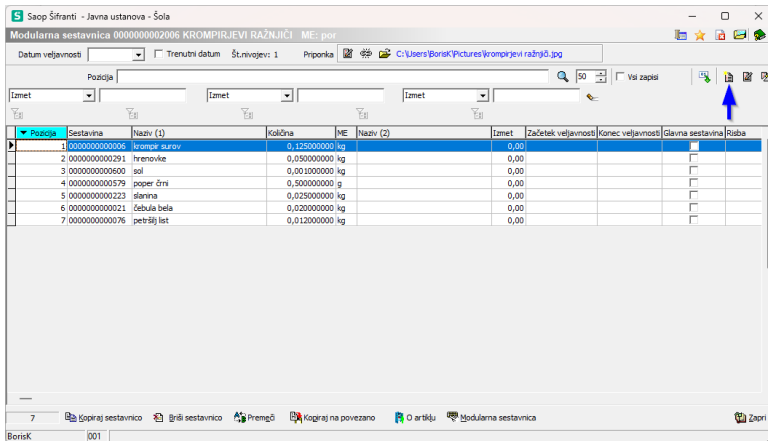 S Saop Šifranti - Javna ustanova - Šola
Modularna sestavnica 0000000002006 KROMPIRJEVI RAŽNJIČI ME: por
Datum veljavnosti Trenutni datum Št.nivojev: 1 Priponka C:\Users\BorisK\Pictures\krompirjevi ražnjiči.jpg
Pozicija 50 Vsi zapisi
Izmet Izmet Izmet
Pozicija Sestavina Naziv (1) Količna ME Naziv (2) Izmet Začetek veljavnosti Konec veljavnosti Glavna sestavina Risba
1 0000000000006 krompir surov 0,125000000 kg 0,00
2 0000000000291 hrenovke 0,050000000 kg 0,00
3 0000000000600 sol 0,001000000 kg 0,00
4 0000000000579 poper črni 0,500000000 g 0,00
5 0000000000223 slanina 0,025000000 kg 0,00
6 0000000000021 čebula bela 0,020000000 kg 0,00
7 0000000000076 petršilj list 0,012000000 kg 0,00
7 Kopiraj sestavnico Briši sestavnico Premeči Kopiraj na povezano O artiklu Modularna sestavnica Zapri
BorisK 001